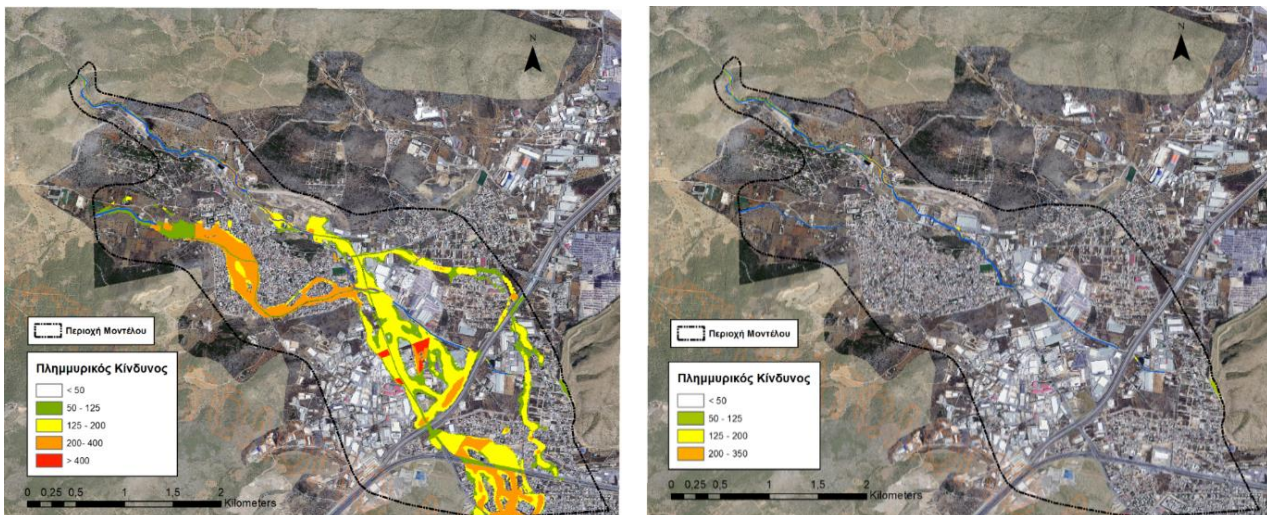 N
Περιοχή Μοντέλου
Πλημμυρικός Κίνδυνος
< 50
50 - 125
125 - 200
200- 400
> 400
0 0,25 0,5 1 1,5 2
Kilometers
N
Περιοχή Μοντέλου
Πλημμυρικός Κίνδυνος
< 50
50 - 125
125 - 200
200 - 350
0 0,25 0,5 1 1,5 2
Kilometers